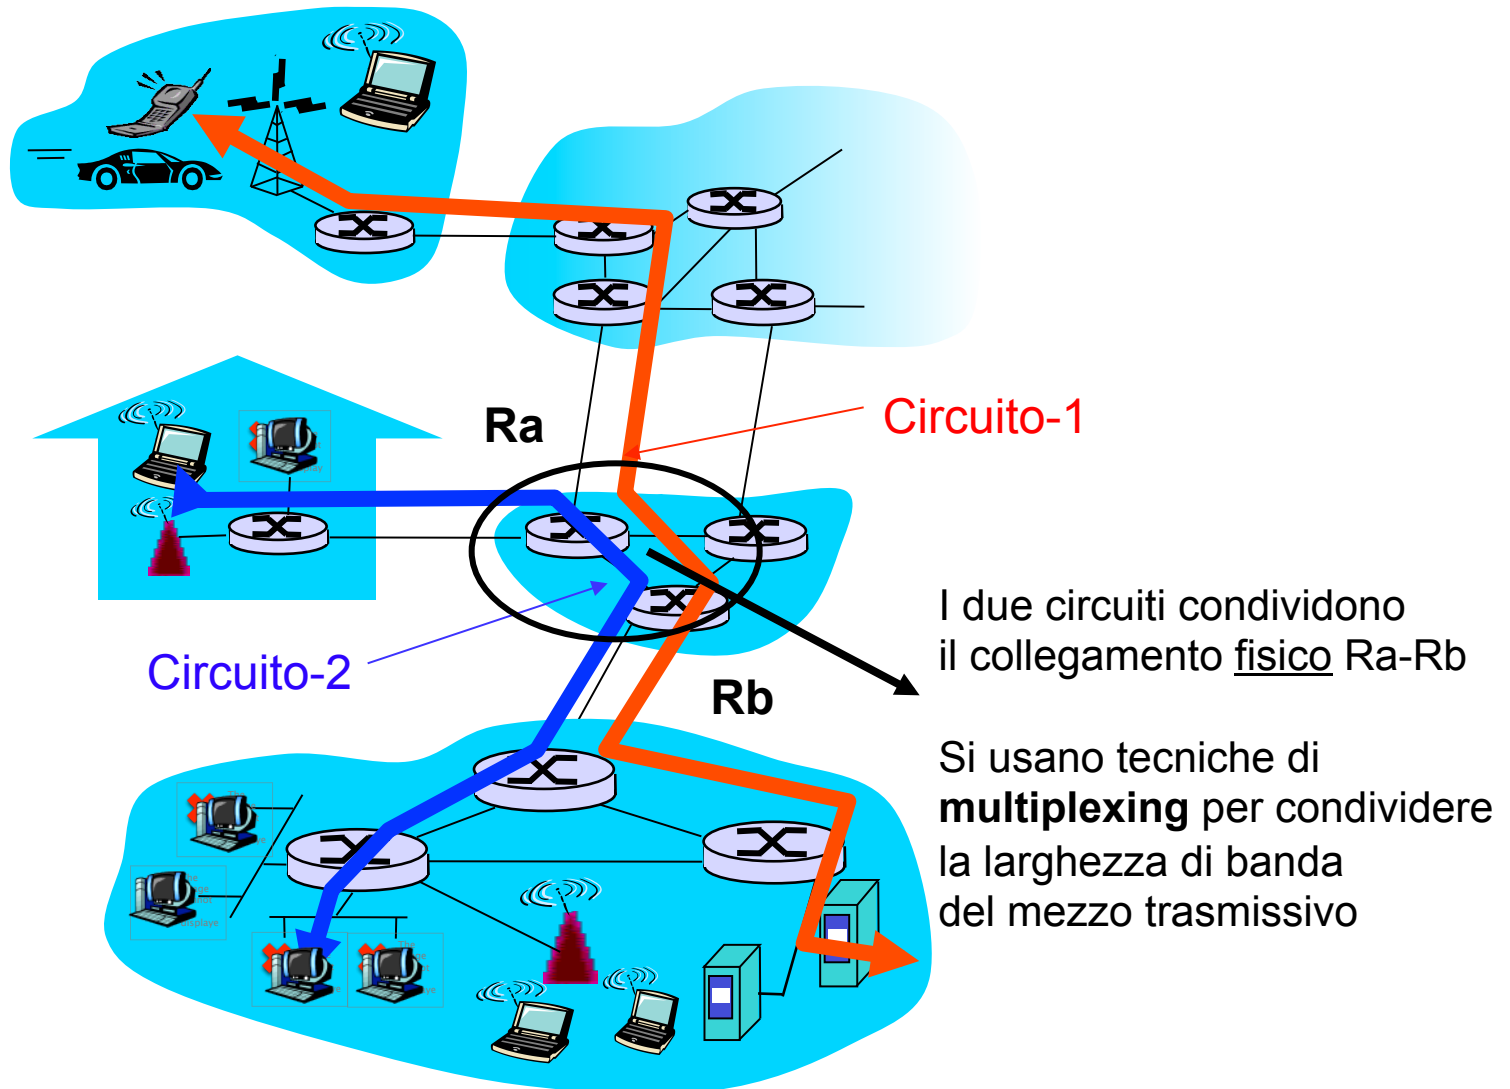 Ra
Circuito-1
Circuito-2
Rb
I due circuiti condividono
il collegamento fisico Ra-Rb
Si usano tecniche di
multiplexing per condividere
la larghezza di banda
del mezzo trasmissivo